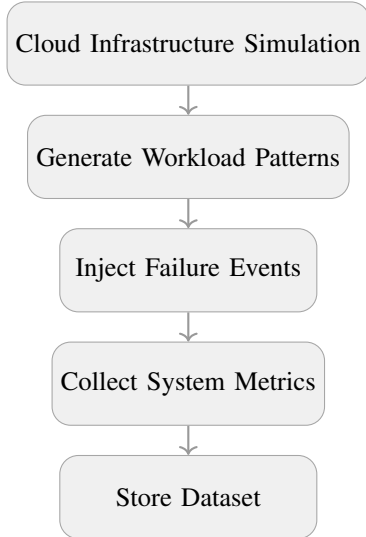 Cloud Infrastructure Simulation
Generate Workload Patterns
Inject Failure Events
Collect System Metrics
Store Dataset